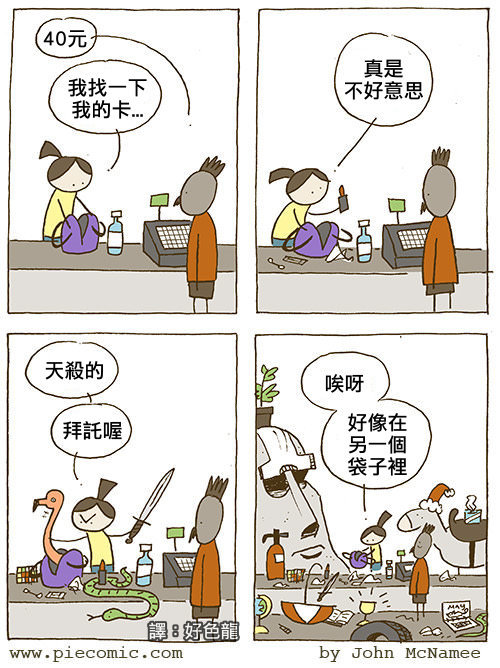 40元
我找一下
我的卡...
真是
不好意思
天殺的
拜託喔
唉呀
好像在
另一個
袋子裡
MAY
譯：好色龍
www.piecomic.com
by John McNamee